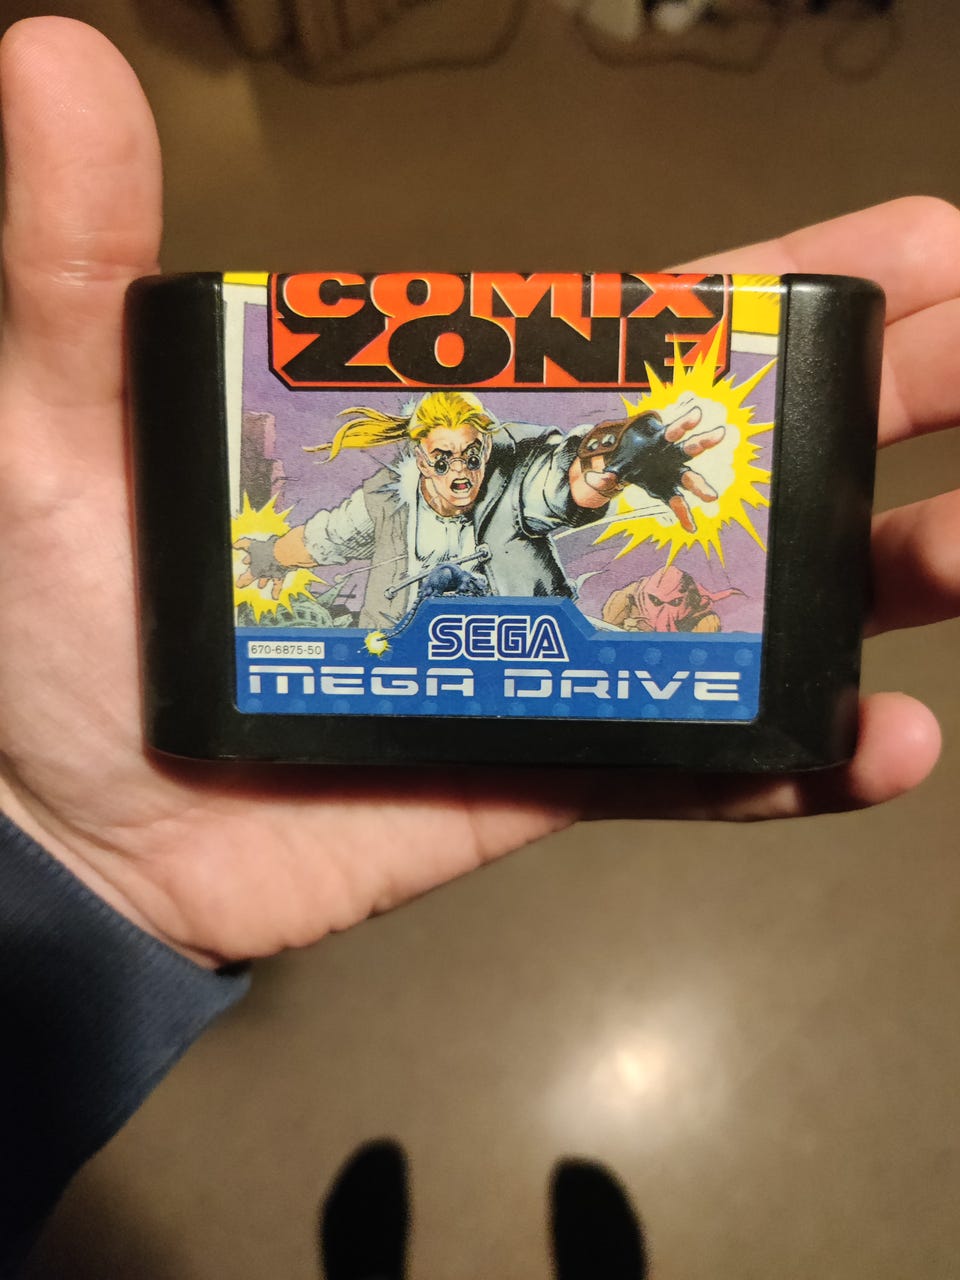 COMIX
ZONE
SEGA
670-6875-50
MEGA DRIVE